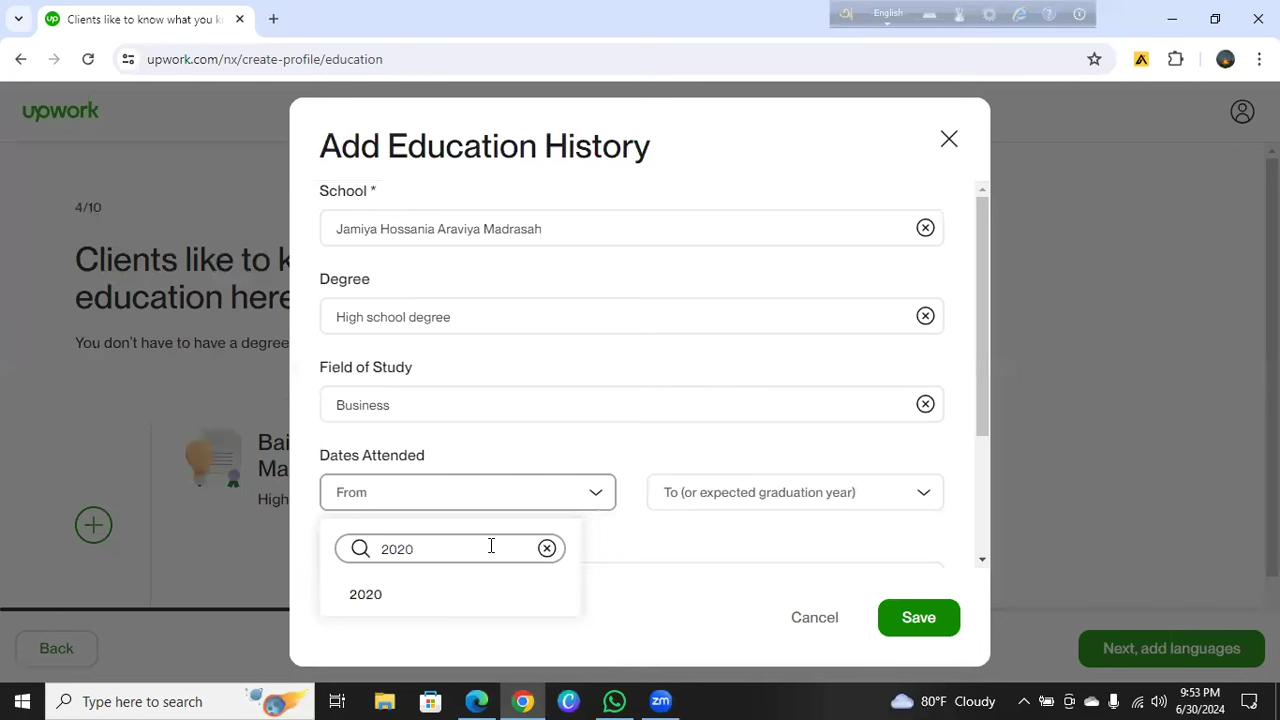 Clients like to know what you k
English
upwork.com/nx/create-profile/education
upwork
Add Education History
4/10
Clients like to k
education here
You don't have to have a degree
School *
Jamiya Hossania Araviya Madrasah
Degree
High school degree
Field of Study
Business
Dates Attended
From
To (or expected graduation year)
2020
2020
Bai
Ma
High
Cancel
Save
Back
Next, add languages
Type here to search
80°F Cloudy
9:53 PM
6/30/2024